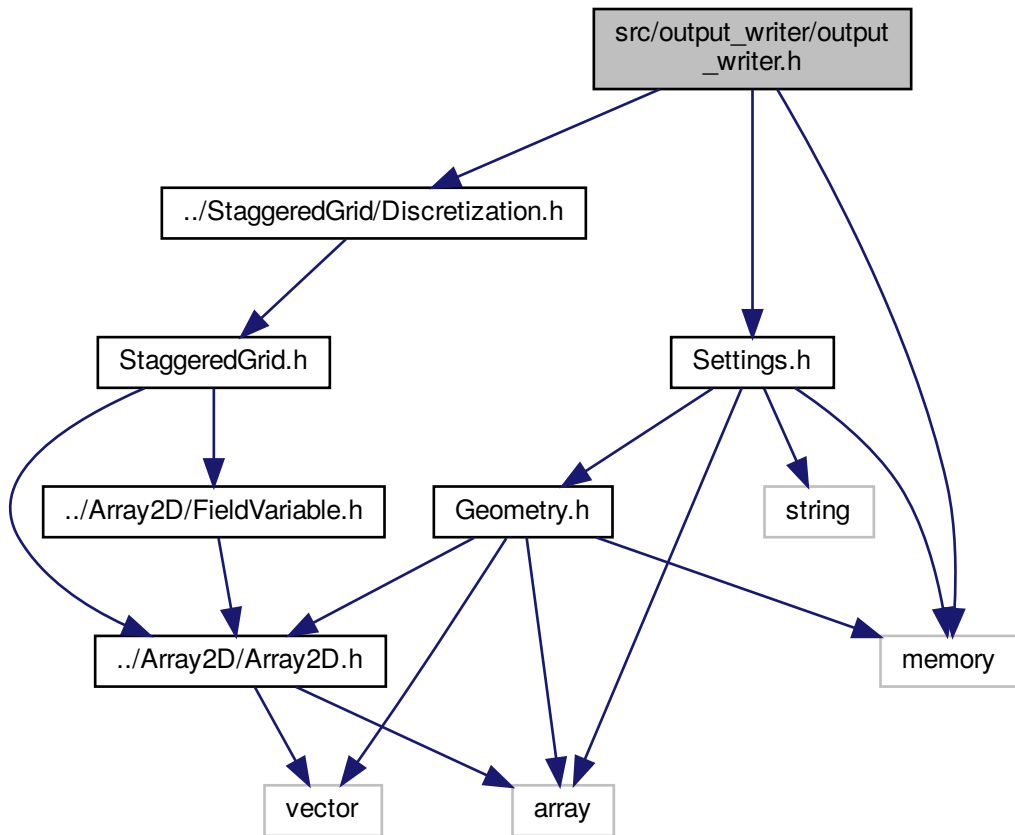 src/output_writer/output
_writer.h
../StaggeredGrid/Discretization.h
StaggeredGrid.h
Settings.h
../Array2D/FieldVariable.h
Geometry.h
string
../Array2D/Array2D.h
memory
vector
array